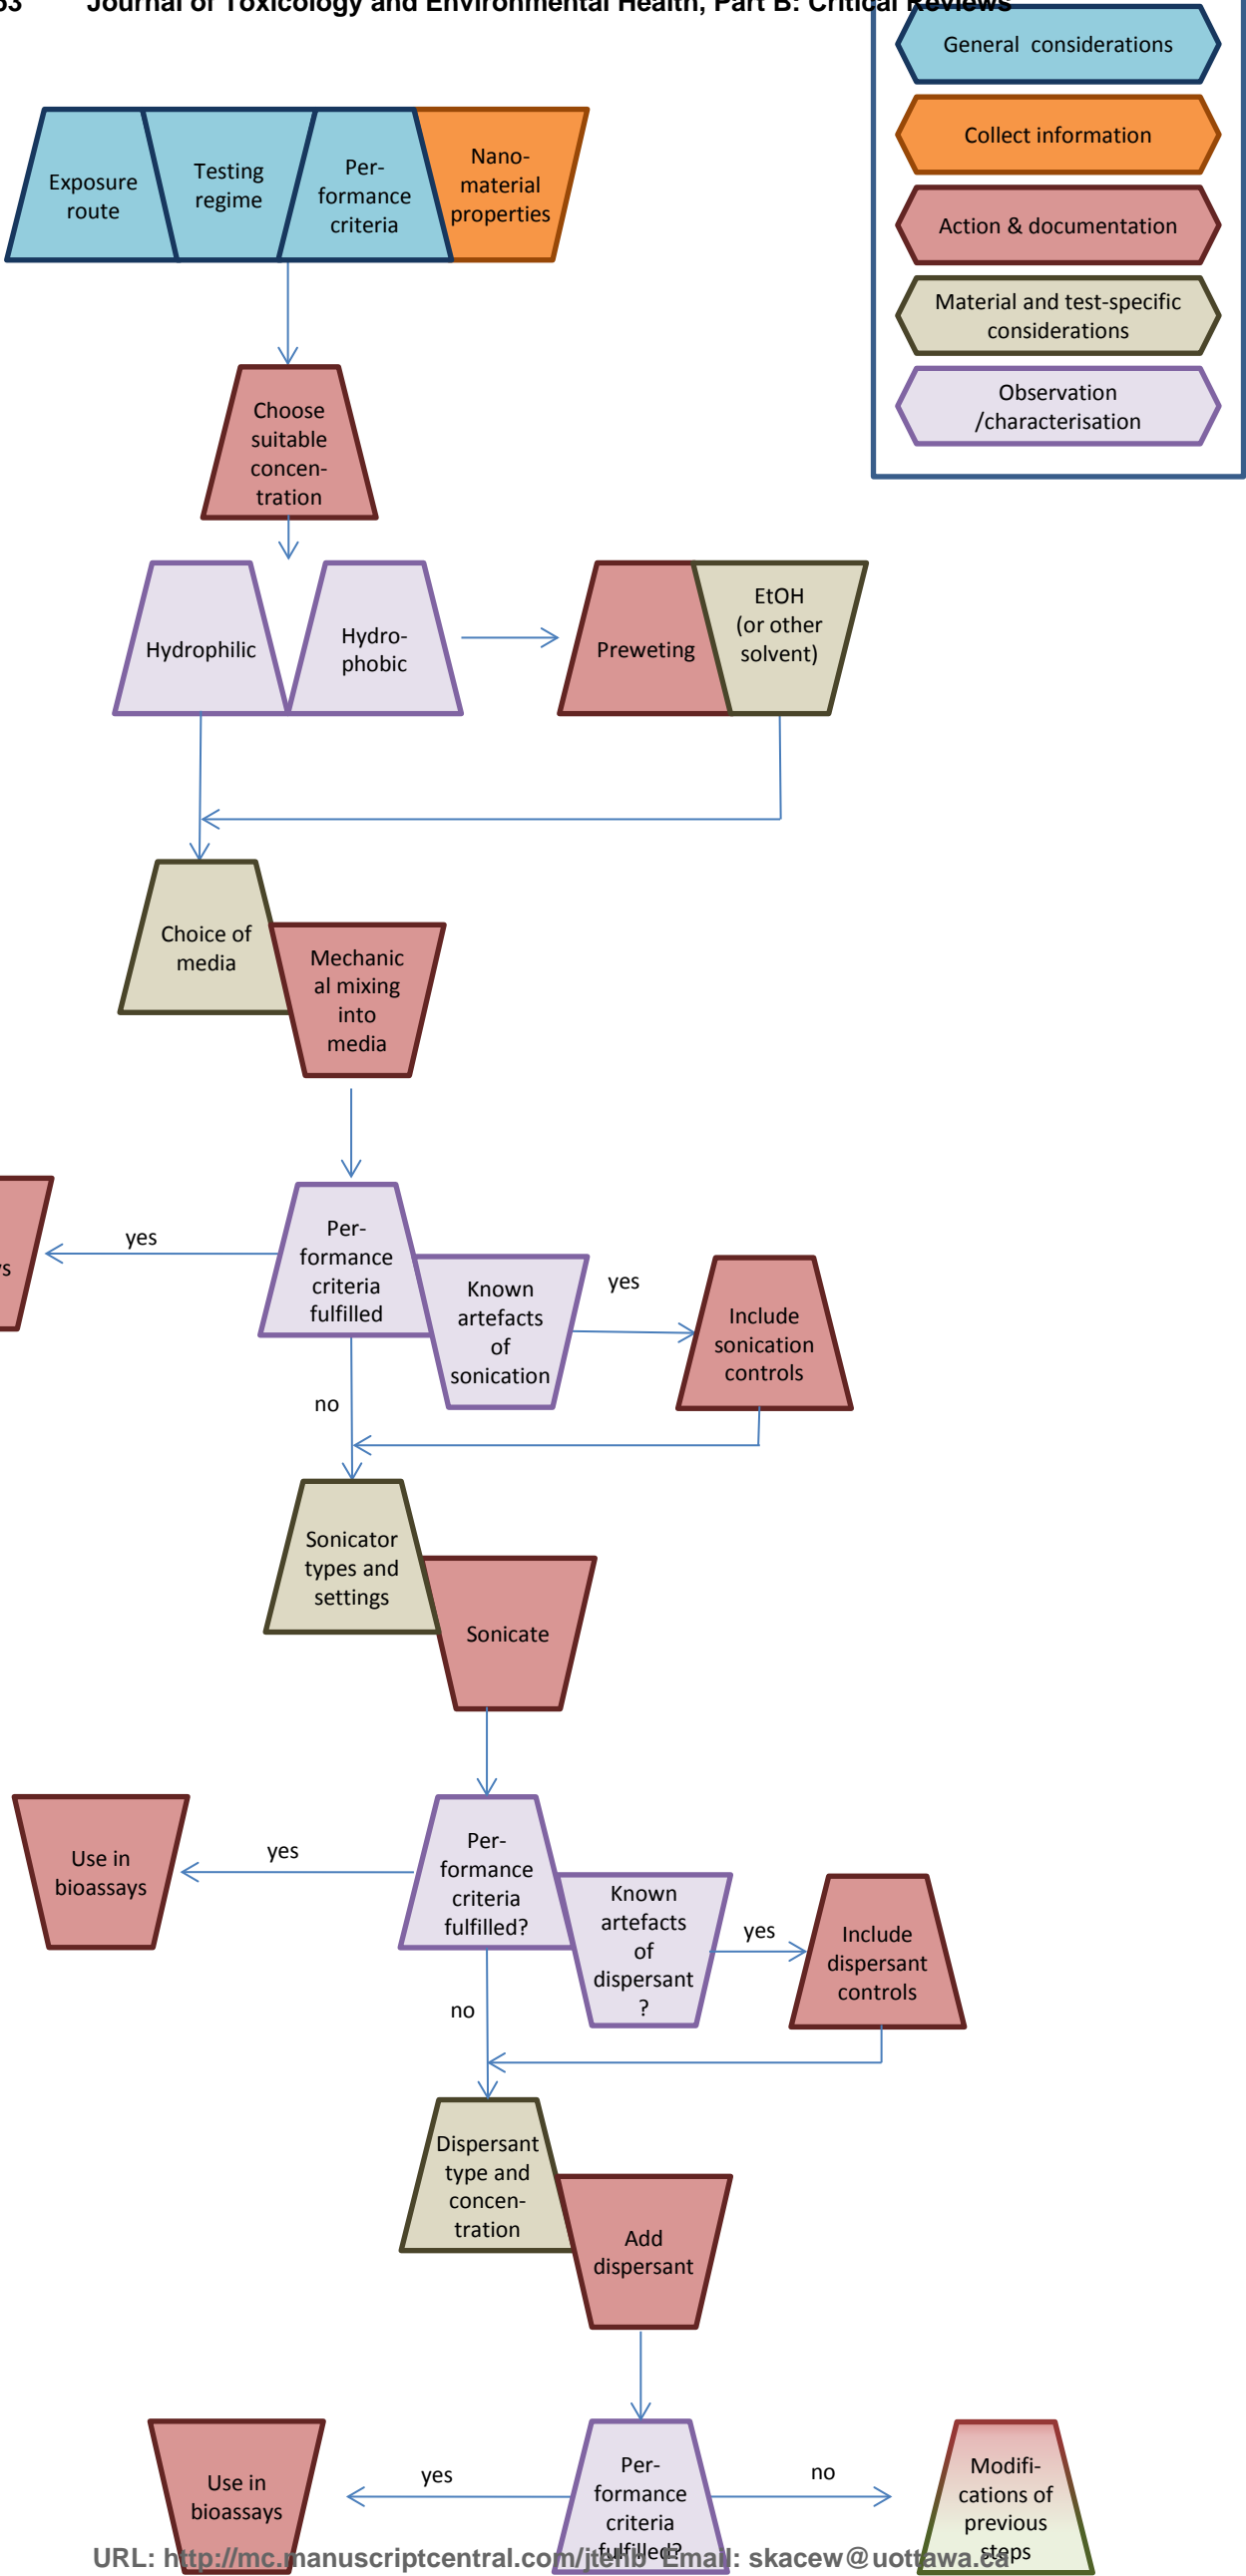 53 Journal of Toxicology and Environmental Health, Part B: Critical Reviews
General considerations
Collect information
Action & documentation
Material and test-specific
considerations
Observation
/characterisation
Exposure
route
Testing
regime
Per-
formance
criteria
Nano-
material
properties
Choose
suitable
concen-
tration
Hydrophilic
Hydro-
phobic
Preweting
EtOH
(or other
solvent)
Choice of
media
Mechanic
al mixing
into
media
yes
Per-
formance
criteria
fulfilled
Known
artefacts
of
sonication
yes
Include
sonication
controls
no
Sonicator
types and
settings
Sonicate
Use in
bioassays
yes
Per-
formance
criteria
fulfilled?
Known
artefacts
of
dispersant
?
yes
Include
dispersant
controls
no
Dispersant
type and
concen-
tration
Add
dispersant
Use in
bioassays
yes
Per-
formance
criteria
fulfilled?
no
Modifi-
cations of
previous
steps
URL: http://mc.manuscriptcentral.com/jtehb Email: skacew@uottawa.ca